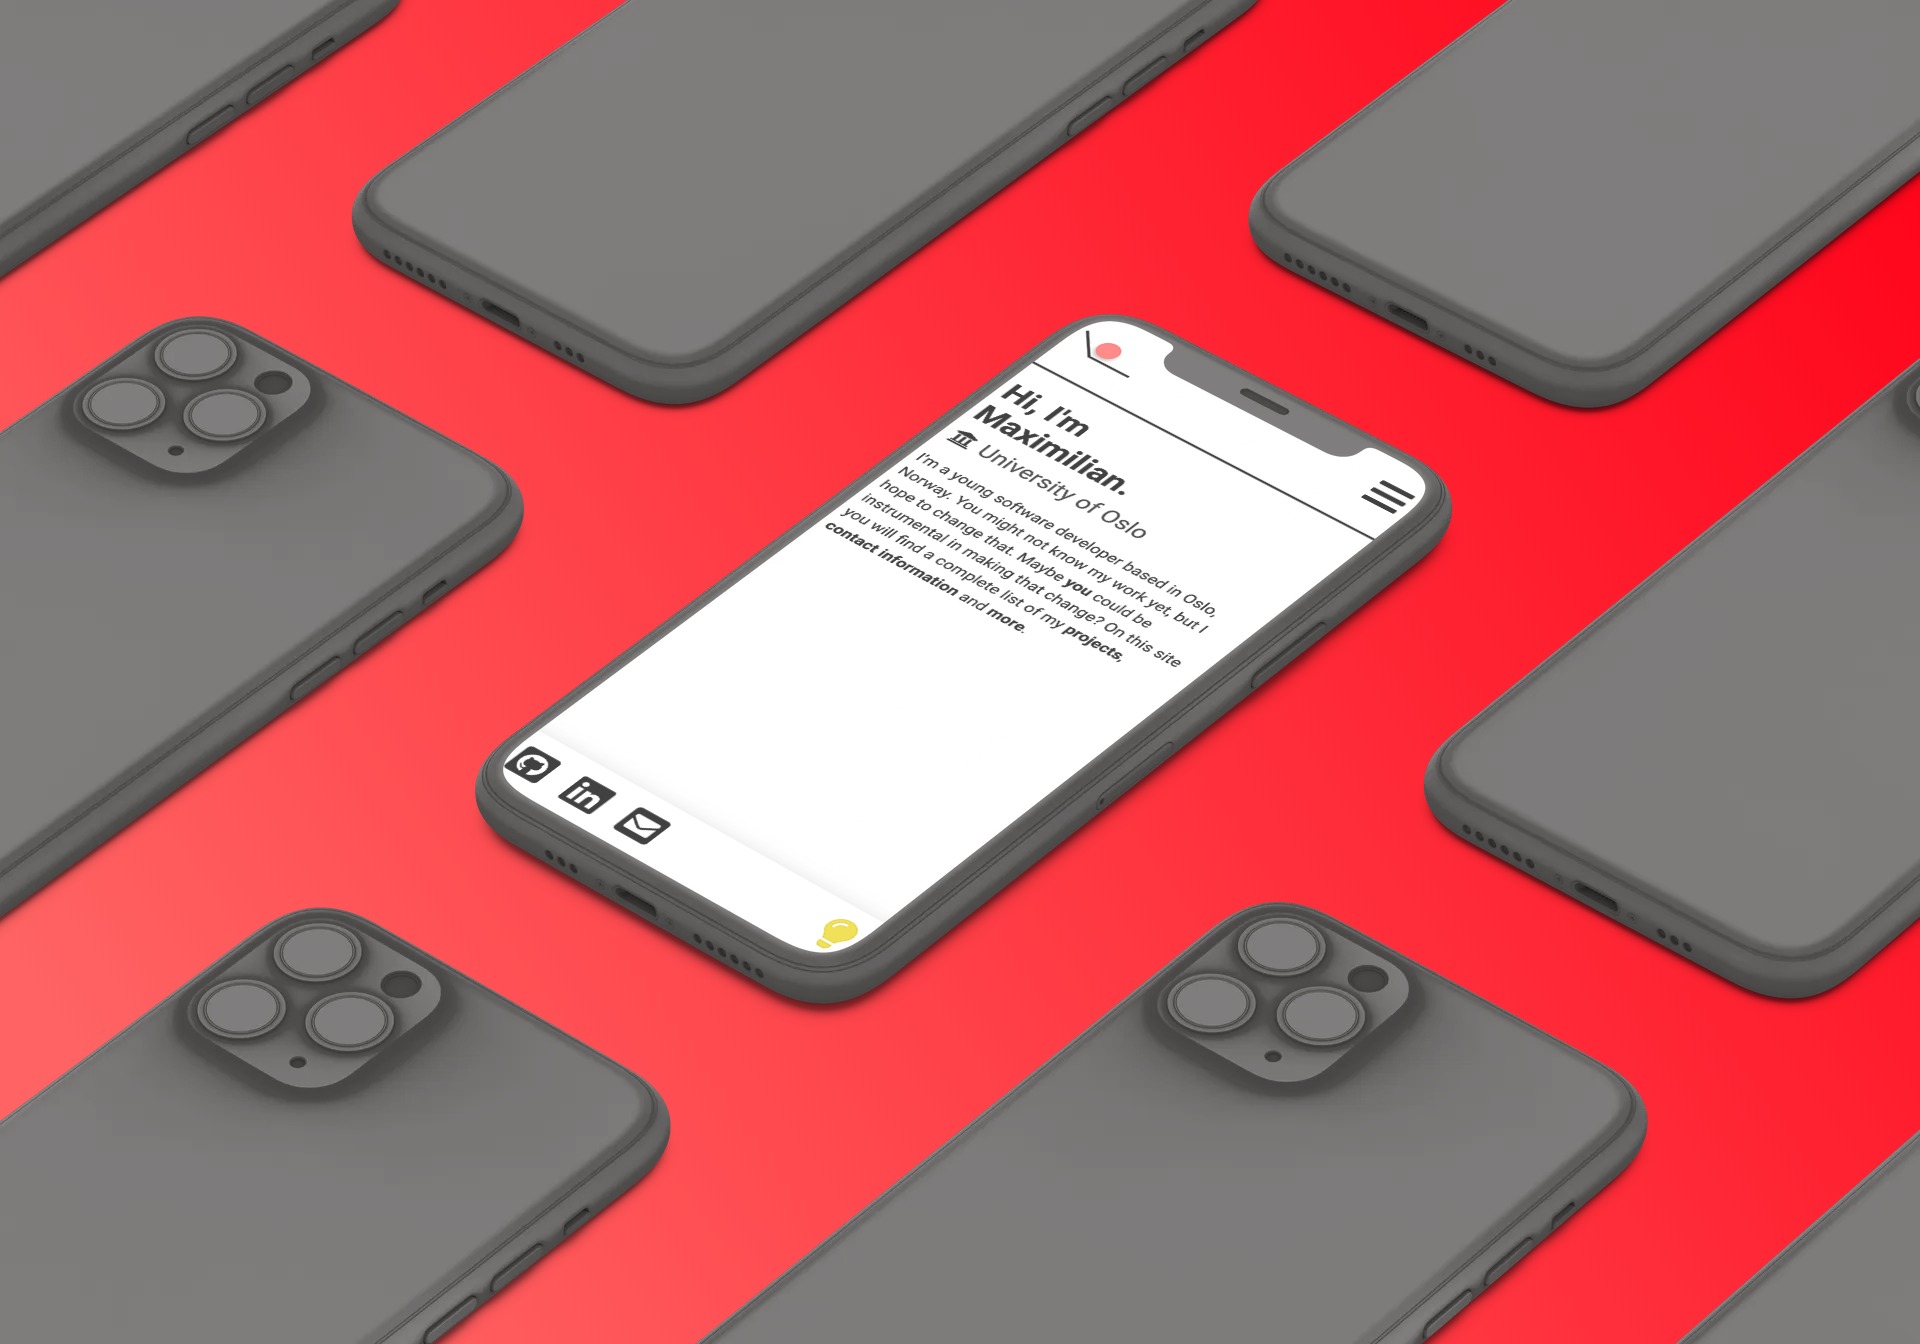 Hi, I'm
Maximilian.
University of Oslo
I'm a young software developer based in Oslo,
Norway. You might not know my work yet, but I
hope to change that. Maybe you could be
instrumental in making that change? On this site
you will find a complete list of my projects,
contact information and more.
in